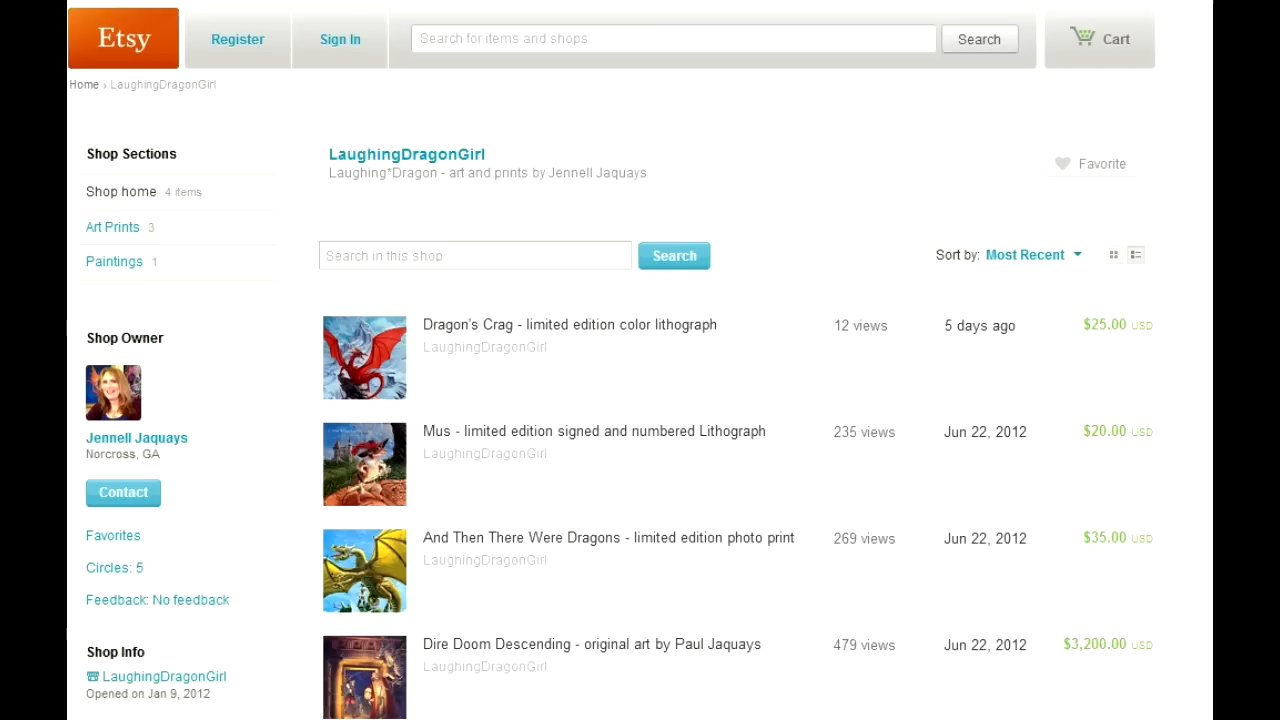 Etsy
Register
Sign In
Search for items and shops
Search
Cart
Home › LaughingDragonGirl
Shop Sections
Shop home 4 items
Art Prints 3
Paintings 1
Shop Owner
Jennell Jaquays
Norcross, GA
Contact
Favorites
Circles: 5
Feedback: No feedback
Shop Info
LaughingDragonGirl
Opened on Jan 9, 2012
LaughingDragonGirl
Laughing*Dragon - art and prints by Jennell Jaquays
Favorite
Search in this shop
Search
Sort by: Most Recent
Dragon's Crag - limited edition color lithograph 12 views 5 days ago $25.00 USD
LaughingDragonGirl
Mus - limited edition signed and numbered Lithograph 235 views Jun 22, 2012 $20.00 USD
LaughingDragonGirl
And Then There Were Dragons - limited edition photo print 269 views Jun 22, 2012 $35.00 USD
LaughingDragonGirl
Dire Doom Descending - original art by Paul Jaquays 479 views Jun 22, 2012 $3,200.00 USD
LaughingDragonGirl